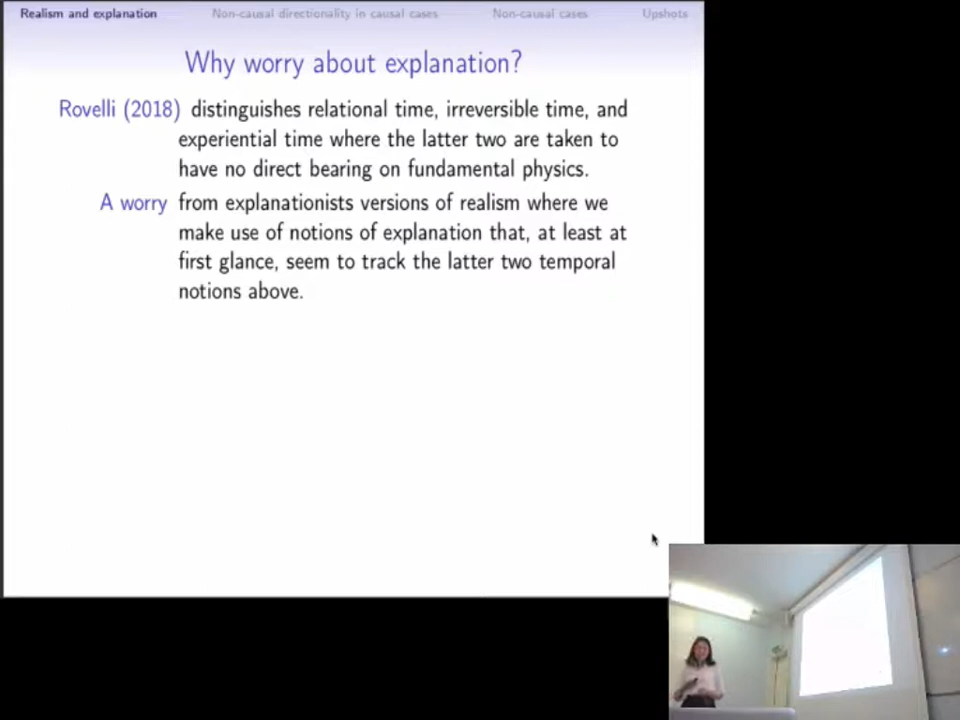 Realism and explanation Non-causal directionality in causal cases Non-causal cases Upshots
Why worry about explanation?
Rovelli (2018) distinguishes relational time, irreversible time, and
experiential time where the latter two are taken to
have no direct bearing on fundamental physics.
A worry from explanationists versions of realism where we
make use of notions of explanation that, at least at
first glance, seem to track the latter two temporal
notions above.